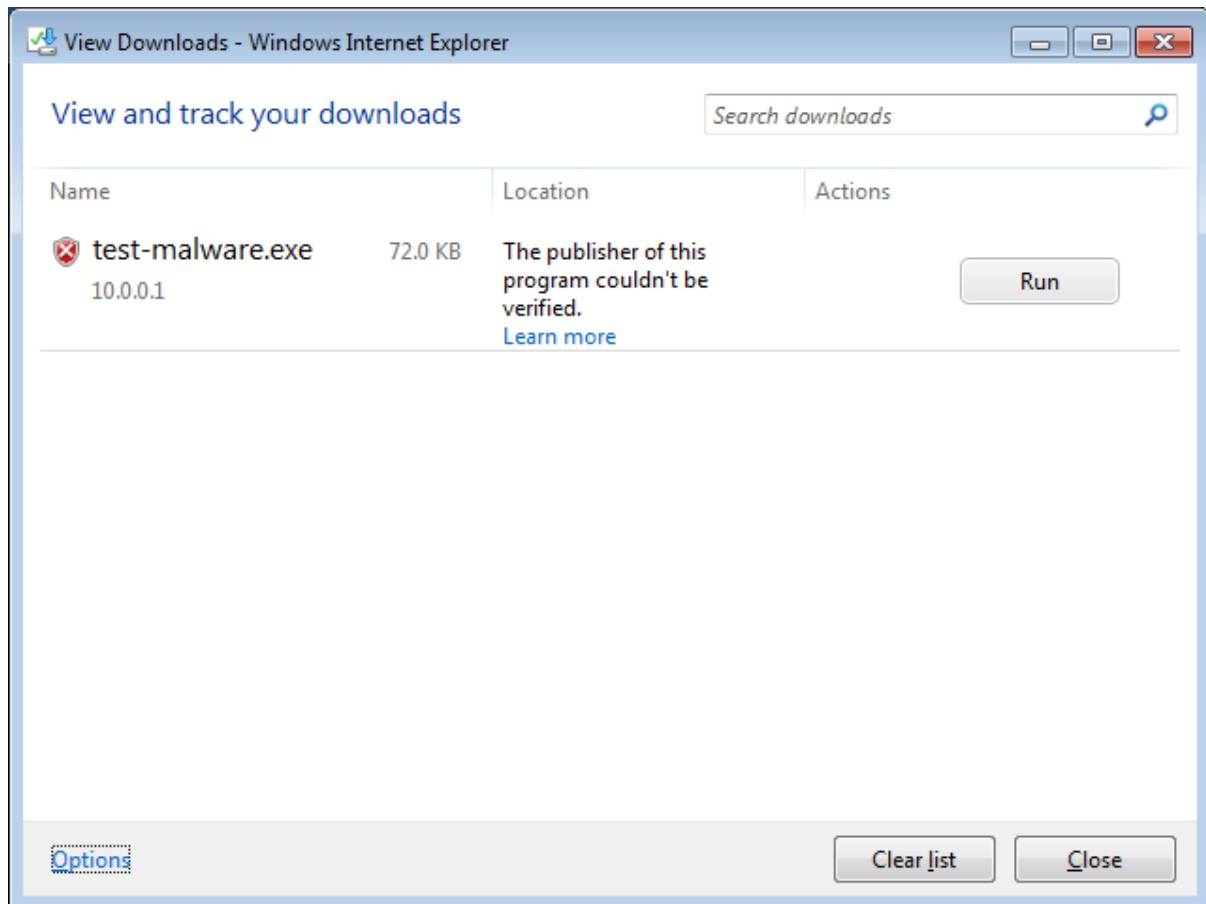 View Downloads - Windows Internet Explorer
View and track your downloads
Search downloads
Name
Location
Actions
test-malware.exe
72.0 KB
10.0.0.1
The publisher of this
program couldn't be
verified.
Learn more
Run
Options
Clear list
Close